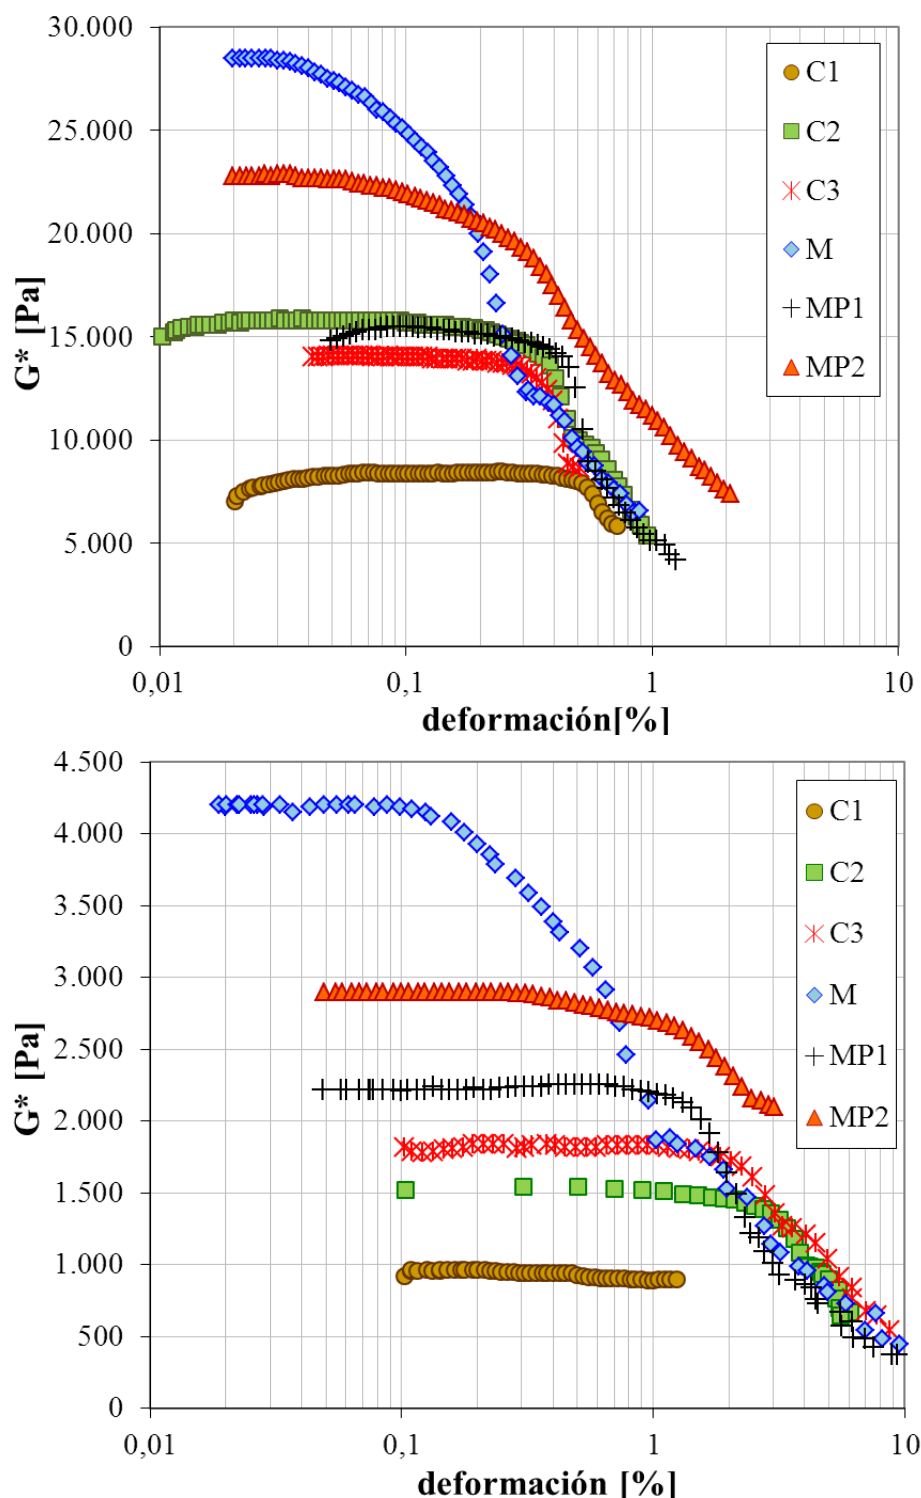 30.000
25.000
20.000
15.000
10.000
5.000
0
G* [Pa]
0,01
0,1
1
10
deformación[%]
C1
C2
C3
M
MP1
MP2
4.500
4.000
3.500
3.000
2.500
2.000
1.500
1.000
500
0
G* [Pa]
0,01
0,1
1
10
deformación [%]
C1
C2
C3
M
MP1
MP2